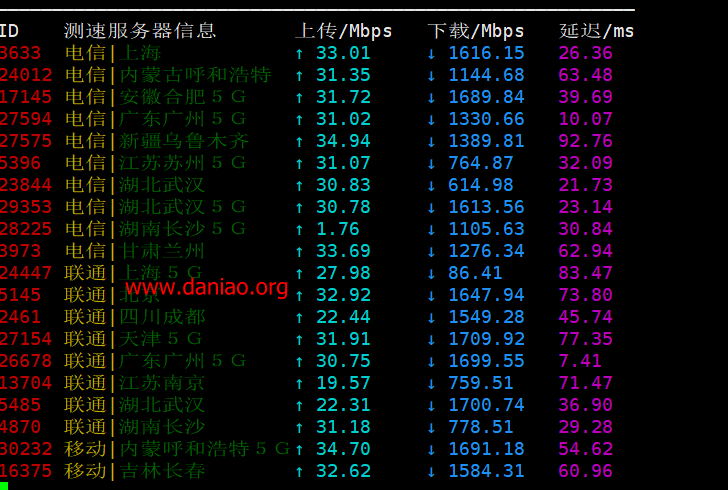 ID 测速服务器信息 上传/Mbps 下载/Mbps 延迟/ms
3633 电信|上海 ↑ 33.01 ↓ 1616.15 26.36
24012 电信|内蒙古呼和浩特 ↑ 31.35 ↓ 1144.68 63.48
17145 电信|安徽合肥5G ↑ 31.72 ↓ 1689.84 39.69
27594 电信|广东广州5G ↑ 31.02 ↓ 1330.66 10.07
27575 电信|新疆乌鲁木齐 ↑ 34.94 ↓ 1389.81 92.76
5396 电信|江苏苏州5G ↑ 31.07 ↓ 764.87 32.09
23844 电信|湖北武汉 ↑ 30.83 ↓ 614.98 21.73
29353 电信|湖北武汉5G ↑ 30.78 ↓ 1613.56 23.14
28225 电信|湖南长沙5G ↑ 1.76 ↓ 1105.63 30.84
3973 电信|甘肃兰州 ↑ 33.69 ↓ 1276.34 62.94
24447 联通|上海5G ↑ 27.98 ↓ 86.41 83.47
www.daniao.org
5145 联通|北京 ↑ 32.92 ↓ 1647.94 73.80
2461 联通|四川成都 ↑ 22.44 ↓ 1549.28 45.74
27154 联通|天津5G ↑ 31.91 ↓ 1709.92 77.35
26678 联通|广东广州5G ↑ 30.75 ↓ 1699.55 7.41
13704 联通|江苏南京 ↑ 19.57 ↓ 759.51 71.47
5485 联通|湖北武汉 ↑ 22.31 ↓ 1700.74 36.90
4870 联通|湖南长沙 ↑ 31.18 ↓ 778.51 29.28
30232 移动|内蒙呼和浩特5G ↑ 34.70 ↓ 1691.18 54.62
16375 移动|吉林长春 ↑ 32.62 ↓ 1584.31 60.96